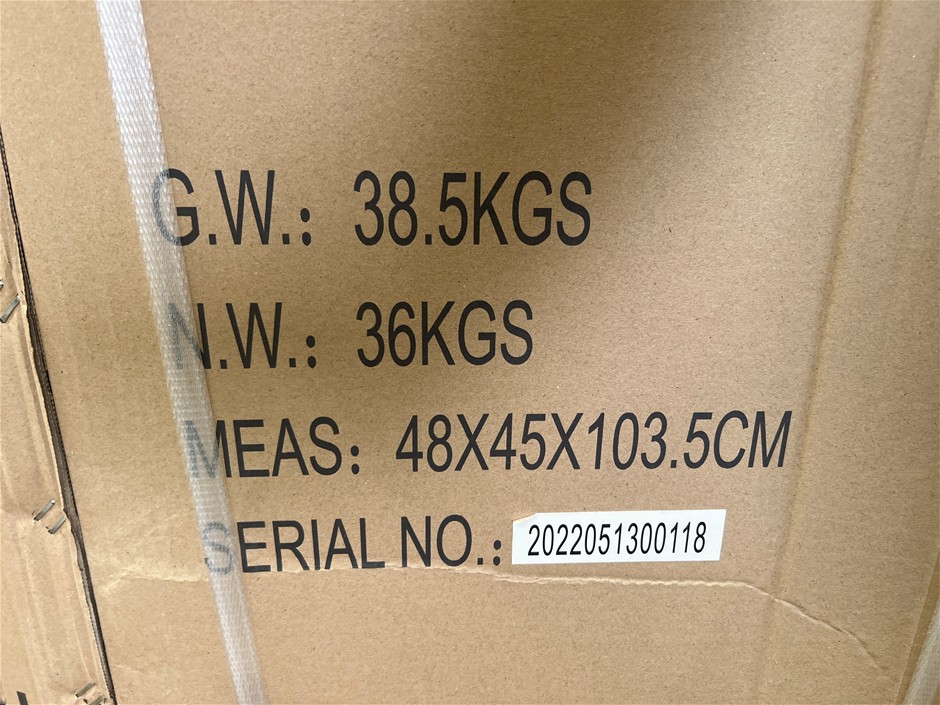 G.W.: 38.5KGS
N.W.: 36KGS
MEAS: 48X45X103.5CM
SERIAL NO.: 2022051300118